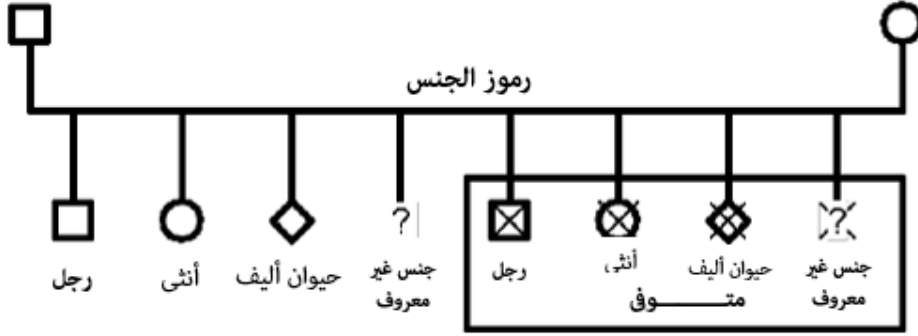 رموز الجنس
رجل
أنثى
حيوان أليف
?
جنس غير
معروف
رجل
أنثى
حيوان أليف
?
جنس غير
معروف
متـــــوفى